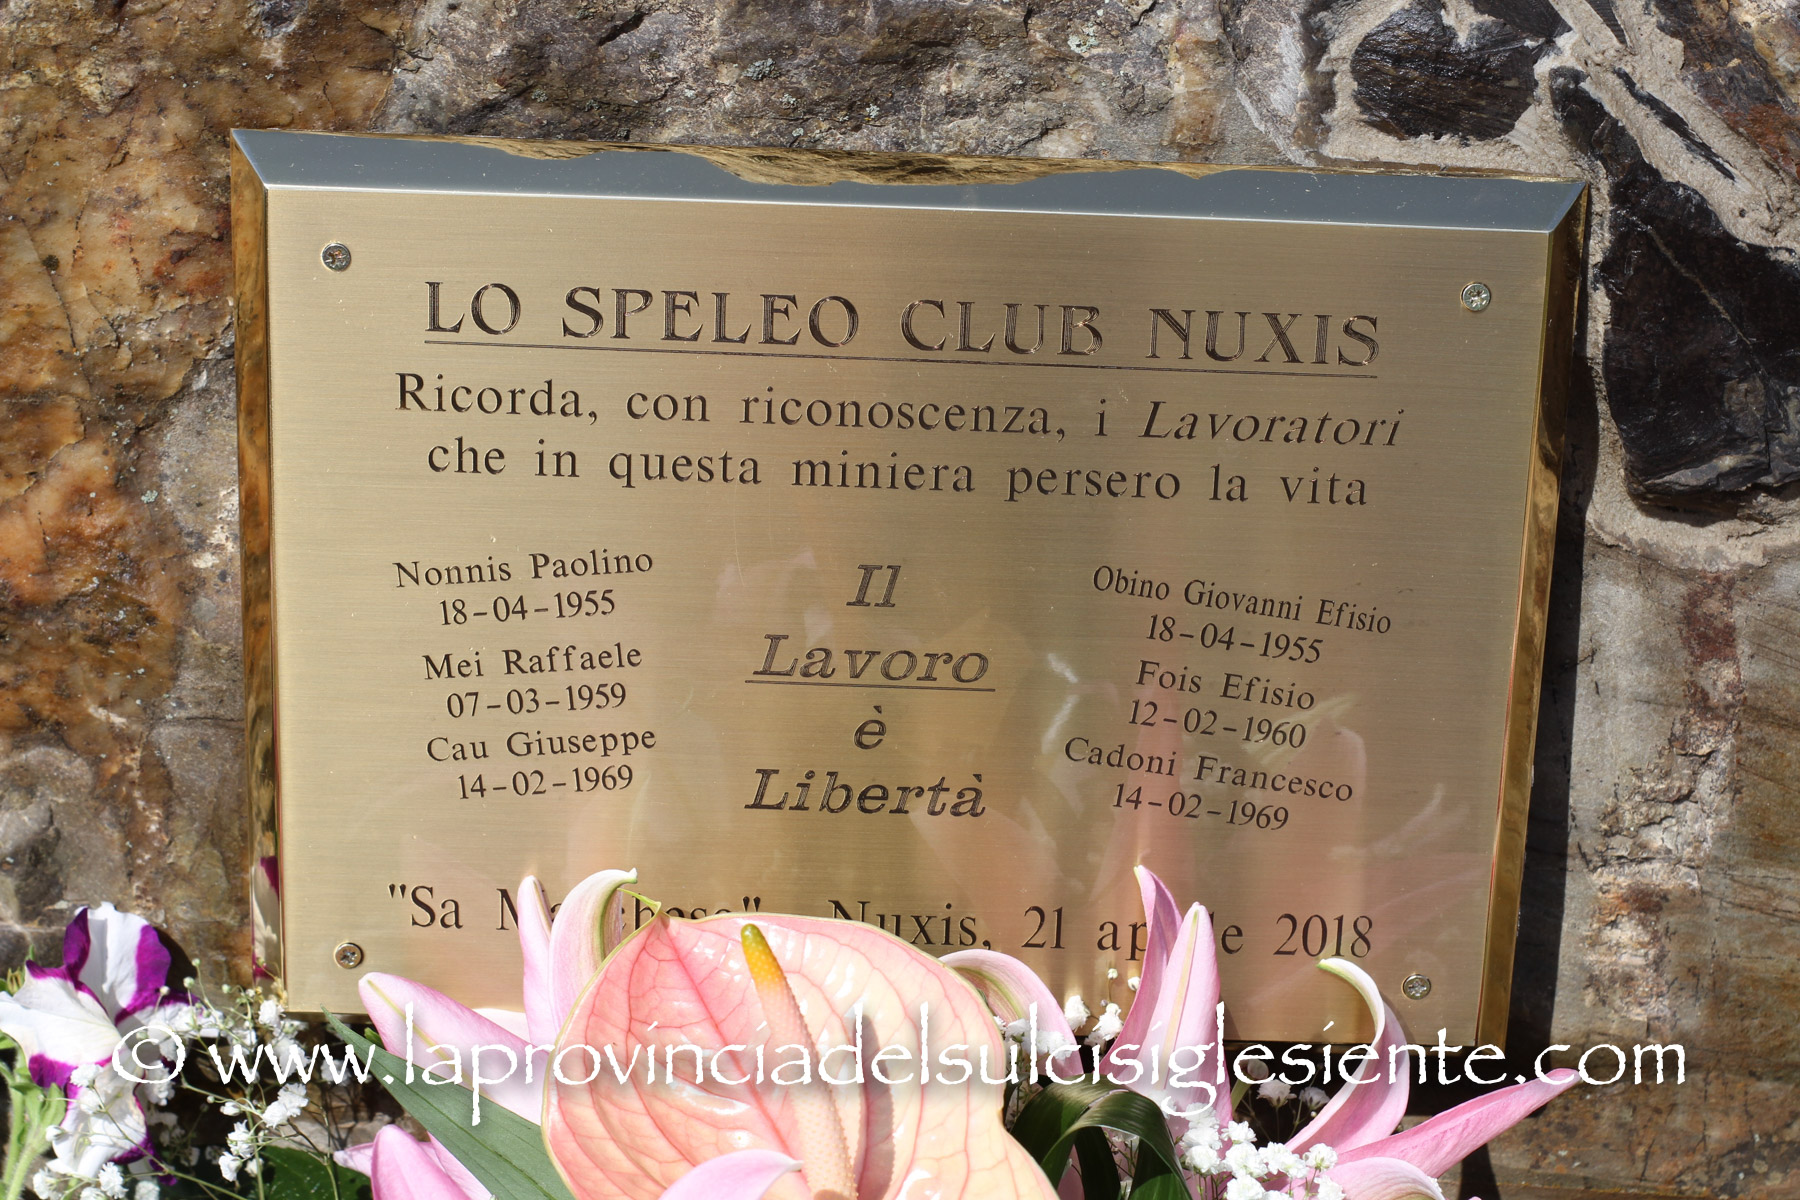 LO SPELEO CLUB NUXIS
Ricorda, con riconoscenza, i Lavoratori
che in questa miniera persero la vita
Nonnis Paolino
18-04-1955
Mei Raffaele
07-03-1959
Cau Giuseppe
14-02-1969
Il
Lavoro
è
Libertà
Obino Giovanni Efisio
18-04-1955
Fois Efisio
12-02-1960
Cadoni Francesco
14-02-1969
"Sa Nuxis, 21 2018
© www.laprovinciadelsulcisiglesiente.com